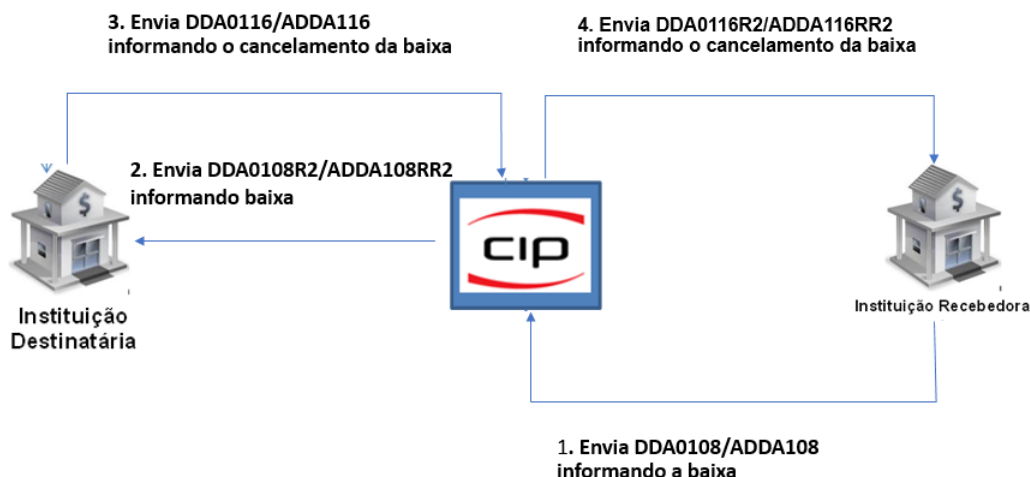 3. Envia DDA0116/ADDA116
informando o cancelamento da baixa
4. Envia DDA0116R2/ADDA116RR2
informando o cancelamento da baixa
2. Envia DDA0108R2/ADDA108RR2
informando baixa
CIP
Instituição
Destinatária
Instituição Recebedora
1. Envia DDA0108/ADDA108
informando a baixa